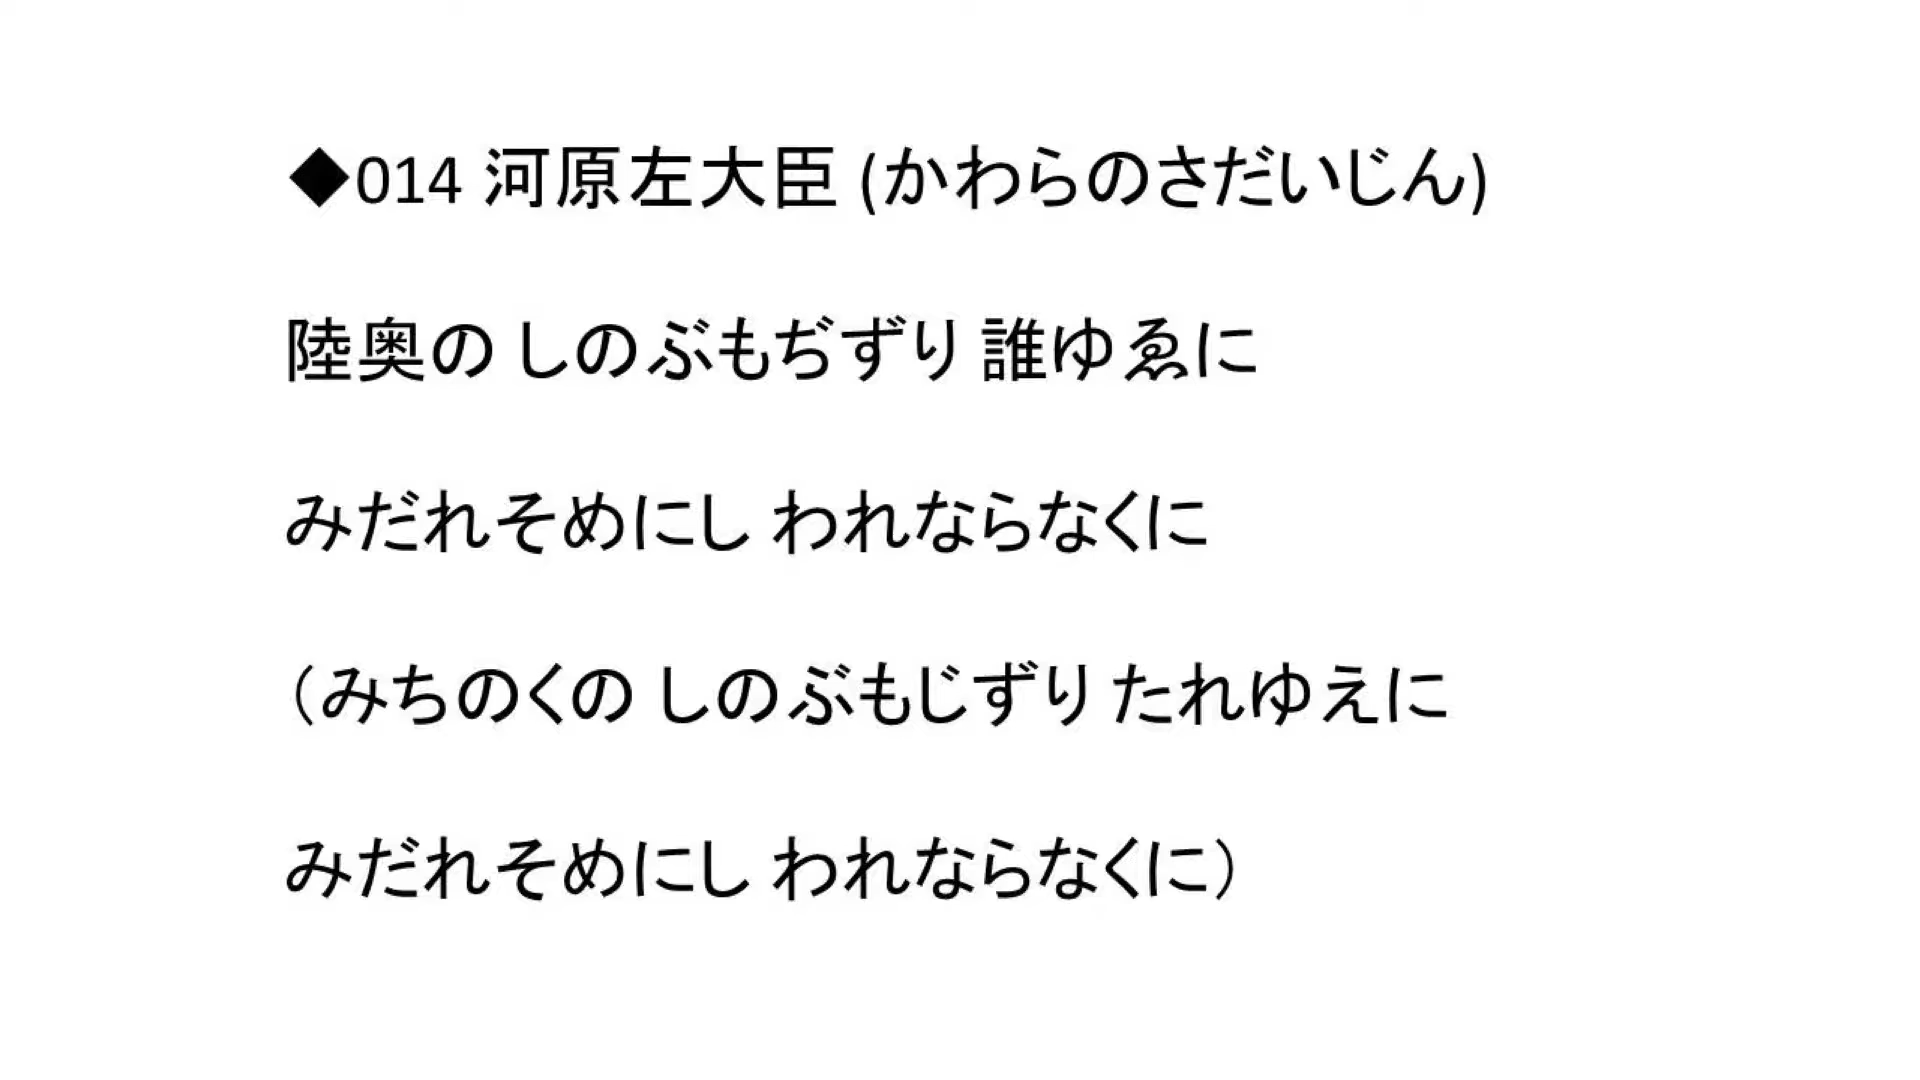 ◆014 河原左大臣 (かわらのさだいじん)
陸奥の しのぶもぢずり 誰ゆゑに
みだれそめにし われならなくに
（みちのくの しのぶもじずり たれゆえに
みだれそめにし われならなくに）